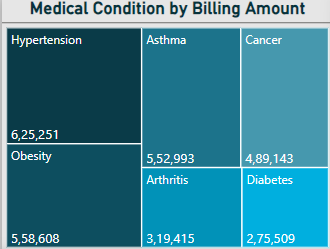 Medical Condition by Billing Amount
Hypertension
6,25,251
Obesity
5,58,608
Asthma
5,52,993
Cancer
4,89,143
Arthritis
3,19,415
Diabetes
2,75,509